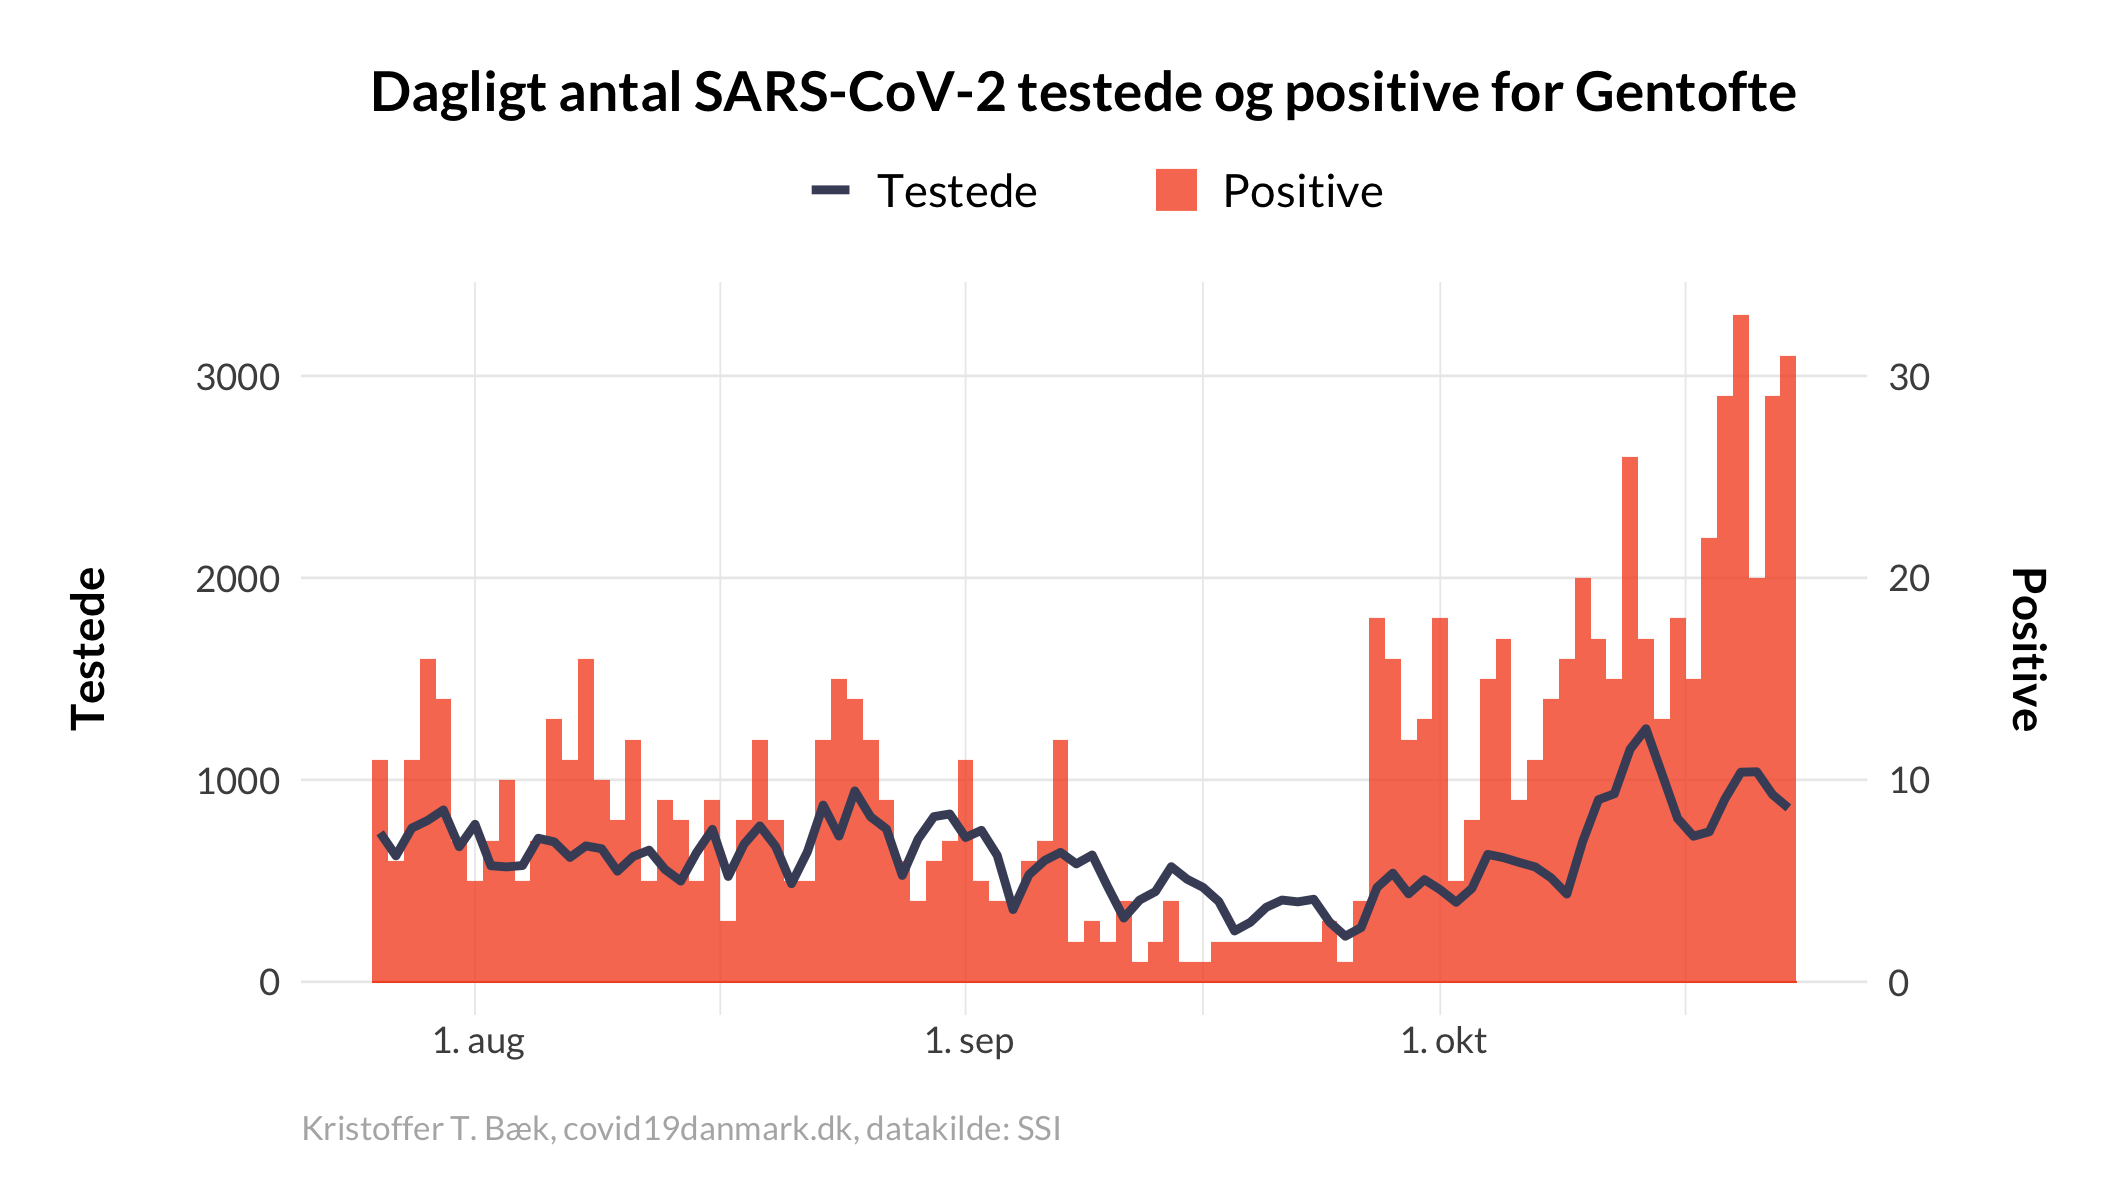 Dagligt antal SARS-CoV-2 testede og positive for Gentofte
Testede
Positive
3000
2000
1000
0
30
20
10
0
Testede
Positive
1. aug
1. sep
1. okt
Kristoffer T. Bæk, covid19danmark.dk, datakilde: SSI